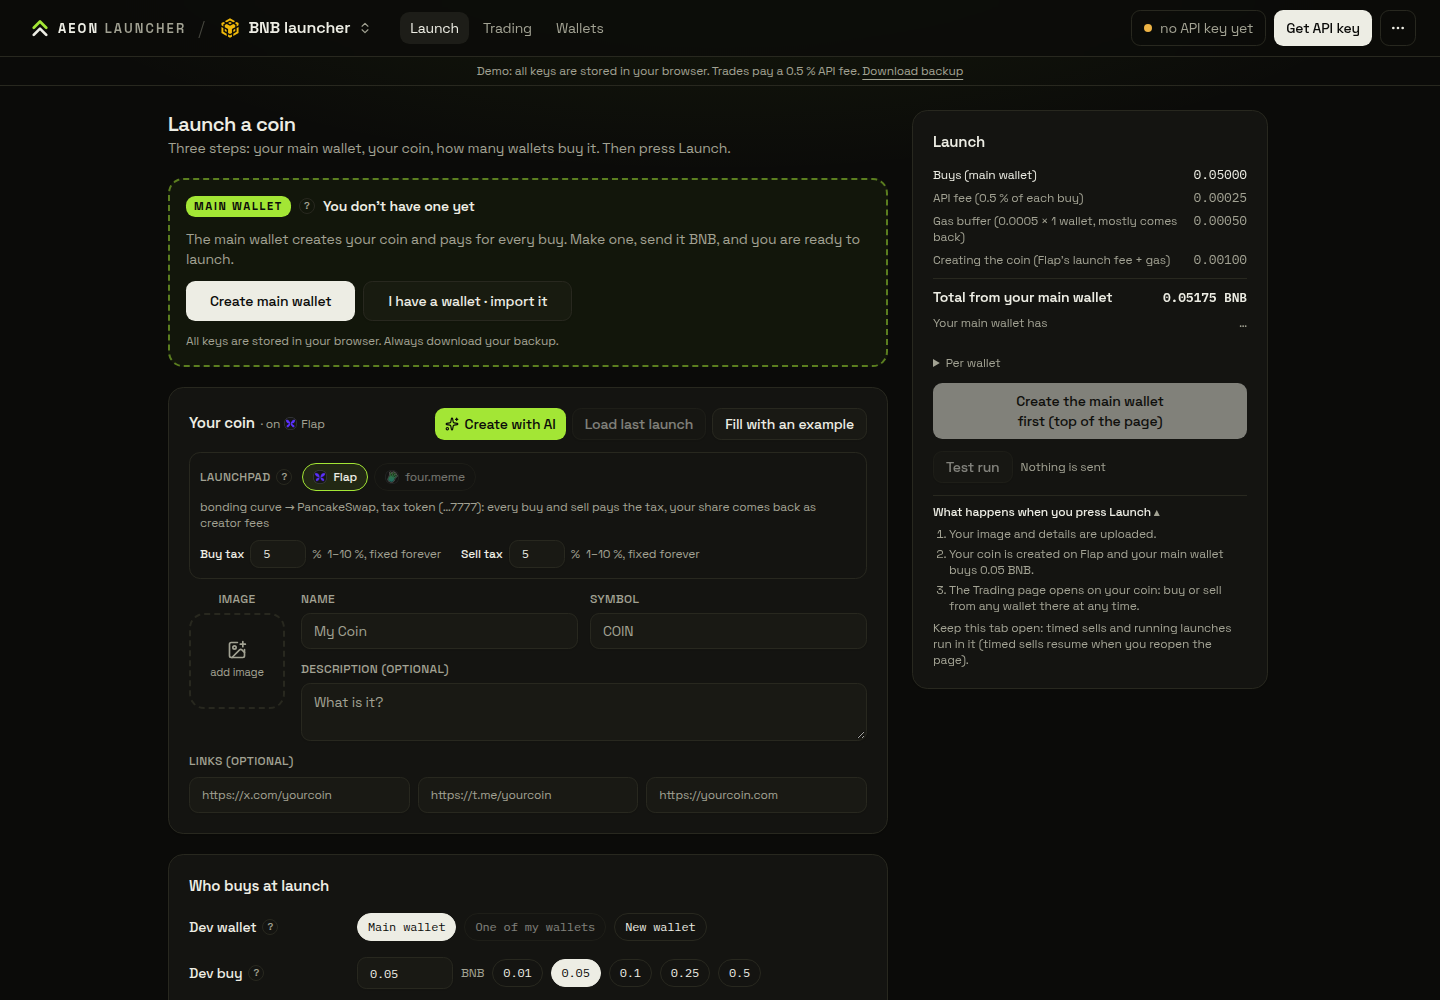 AEON LAUNCHER / BNB launcher Launch Trading Wallets no API key yet Get API key ...
Demo: all keys are stored in your browser. Trades pay a 0.5 % API fee. Download backup
Launch a coin
Three steps: your main wallet, your coin, how many wallets buy it. Then press Launch.
MAIN WALLET ? You don't have one yet
The main wallet creates your coin and pays for every buy. Make one, send it BNB, and you are ready to
launch.
Create main wallet I have a wallet · import it
All keys are stored in your browser. Always download your backup.
Your coin · on Flap Create with AI Load last launch Fill with an example
LAUNCHPAD ? Flap four.meme
bonding curve → PancakeSwap, tax token (…7777): every buy and sell pays the tax, your share comes back as
creator fees
Buy tax 5 % 1–10 %, fixed forever Sell tax 5 % 1–10 %, fixed forever
IMAGE NAME SYMBOL
add image My Coin COIN
DESCRIPTION (OPTIONAL)
What is it?
LINKS (OPTIONAL)
https://x.com/yourcoin https://t.me/yourcoin https://yourcoin.com
Who buys at launch
Dev wallet ? Main wallet One of my wallets New wallet
Dev buy ? 0.05 BNB 0.01 0.05 0.1 0.25 0.5
Launch
Buys (main wallet) 0.05000
API fee (0.5 % of each buy) 0.00025
Gas buffer (0.0005 × 1 wallet, mostly comes 0.00050
back)
Creating the coin (Flap's launch fee + gas) 0.00100
Total from your main wallet 0.05175 BNB
Your main wallet has …
▶ Per wallet
Create the main wallet
first (top of the page)
Test run Nothing is sent
What happens when you press Launch ▴
1. Your image and details are uploaded.
2. Your coin is created on Flap and your main wallet
buys 0.05 BNB.
3. The Trading page opens on your coin: buy or sell
from any wallet there at any time.
Keep this tab open: timed sells and running launches
run in it (timed sells resume when you reopen the
page).